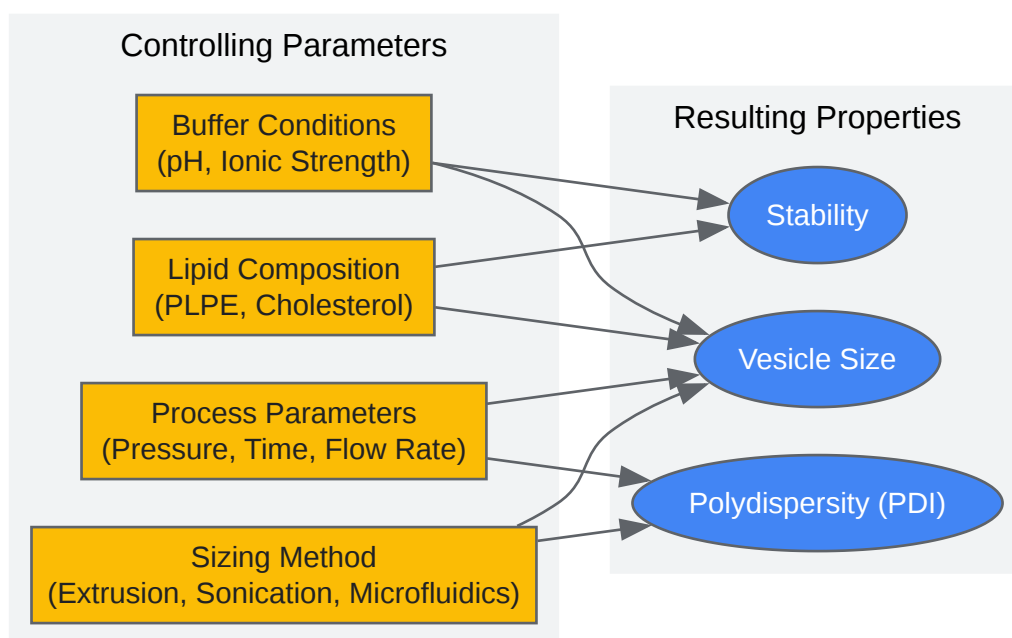 Controlling Parameters
Buffer Conditions
(pH, Ionic Strength)
Lipid Composition
(PLPE, Cholesterol)
Process Parameters
(Pressure, Time, Flow Rate)
Sizing Method
(Extrusion, Sonication, Microfluidics)
Resulting Properties
Stability
Vesicle Size
Polydispersity (PDI)